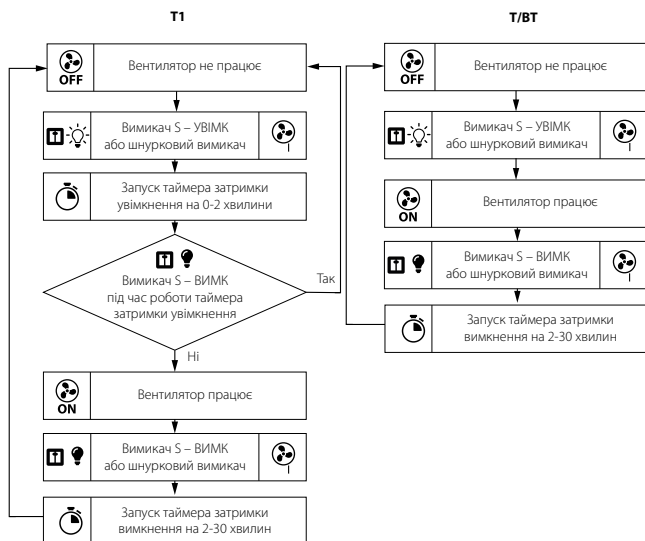 T1
OFF
Вентилятор не працює
Вимикач S – УВІМК
або шнурковий вимикач
Запуск таймера затримки
увімкнення на 0-2 хвилини
Вимикач S – ВИМК
під час роботи таймера
затримки увімкнення
Так
Ні
ON
Вентилятор працює
Вимикач S – ВИМК
або шнурковий вимикач
Запуск таймера затримки
вимкнення на 2-30 хвилин
T/BT
OFF
Вентилятор не працює
Вимикач S – УВІМК
або шнурковий вимикач
ON
Вентилятор працює
Вимикач S – ВИМК
або шнурковий вимикач
Запуск таймера затримки
вимкнення на 2-30 хвилин